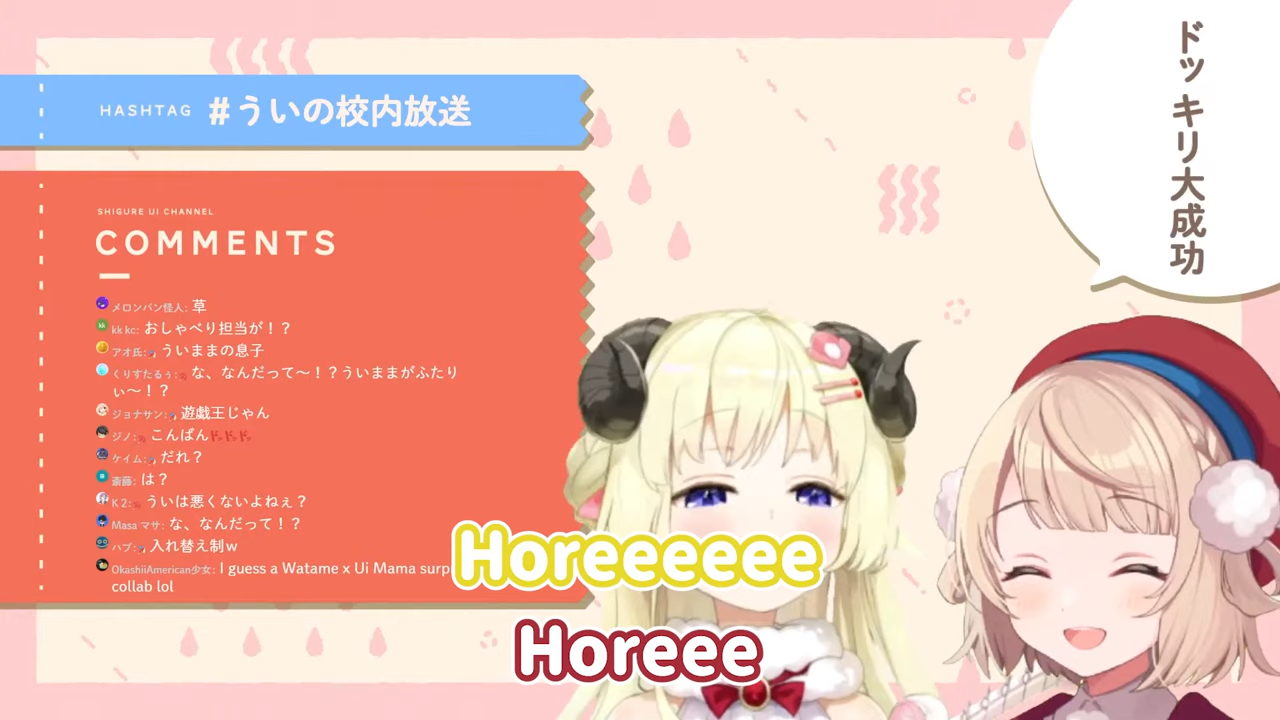 HASHTAG #ういの校内放送
SHIGURE UI CHANNEL
COMMENTS
メロンパン怪人: 草
kk kc: おしゃべり担当が！？
アオ氏: ういままの息子
くりすたるぅ: な、なんだって～！？ういままがふたり
ぃ～！？
ジョナサン: 遊戯王じゃん
ジノ: こんばん
ケイム: だれ？
斎藤: は？
K 2: ういは悪くないよねぇ？
Masa マサ: な、なんだって！？
ハブ: 入れ替え制w
OkashiiAmerican少女: I guess a Watame x Ui Mama surp
collab lol
ドッキリ大成功
Horeeeeeee
Horeee